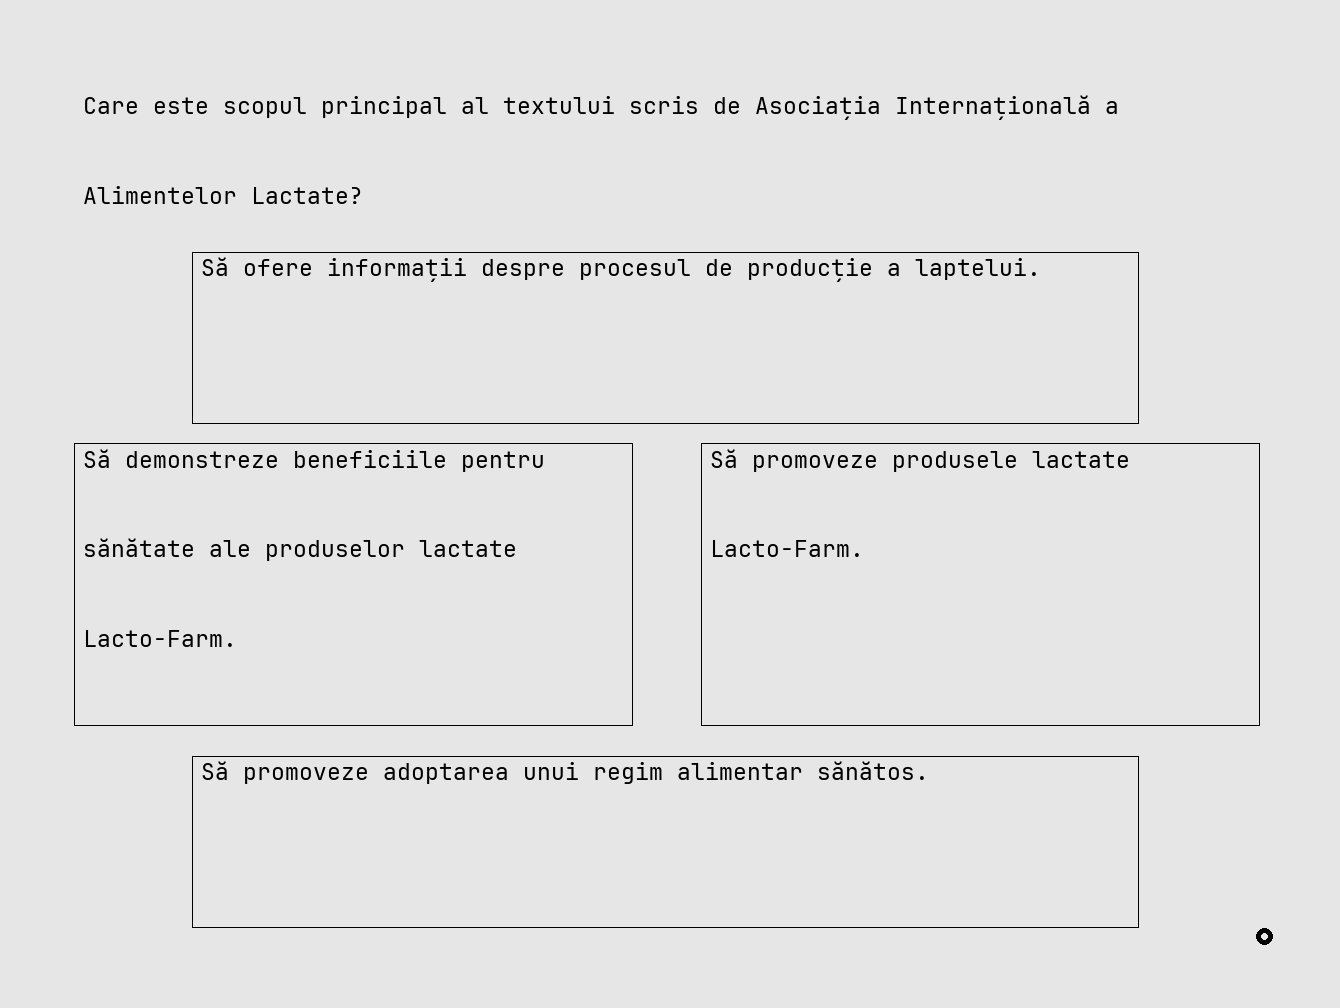 Care este scopul principal al textului scris de Asociația Internațională a
Alimentelor Lactate?
Să ofere informații despre procesul de producție a laptelui.
Să demonstreze beneficiile pentru
sănătate ale produselor lactate
Lacto-Farm.
Să promoveze produsele lactate
Lacto-Farm.
Să promoveze adoptarea unui regim alimentar sănătos.